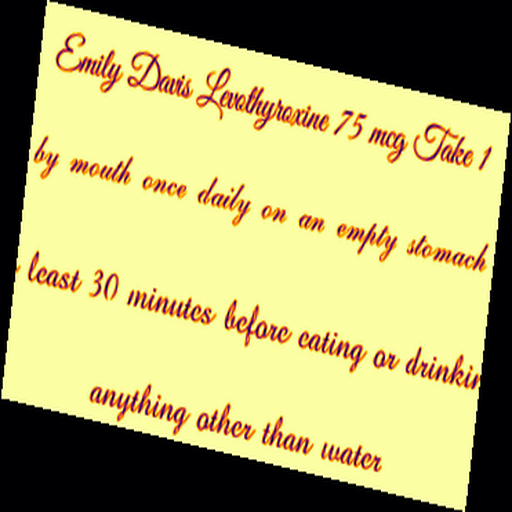 Emily Davis Levothyroxine 75 mcg Take 1
by mouth once daily on an empty stomach
least 30 minutes before eating or
anything other than water